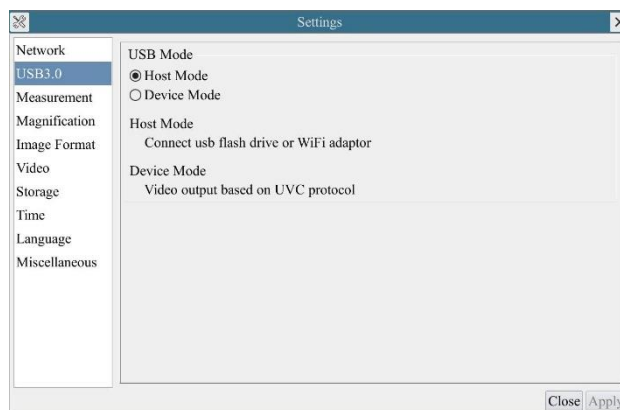 Settings
Network
USB3.0
Measurement
Magnification
Image Format
Video
Storage
Time
Language
Miscellaneous
USB Mode
Host Mode
Device Mode
Host Mode
Connect usb flash drive or WiFi adaptor
Device Mode
Video output based on UVC protocol
Close
Apply